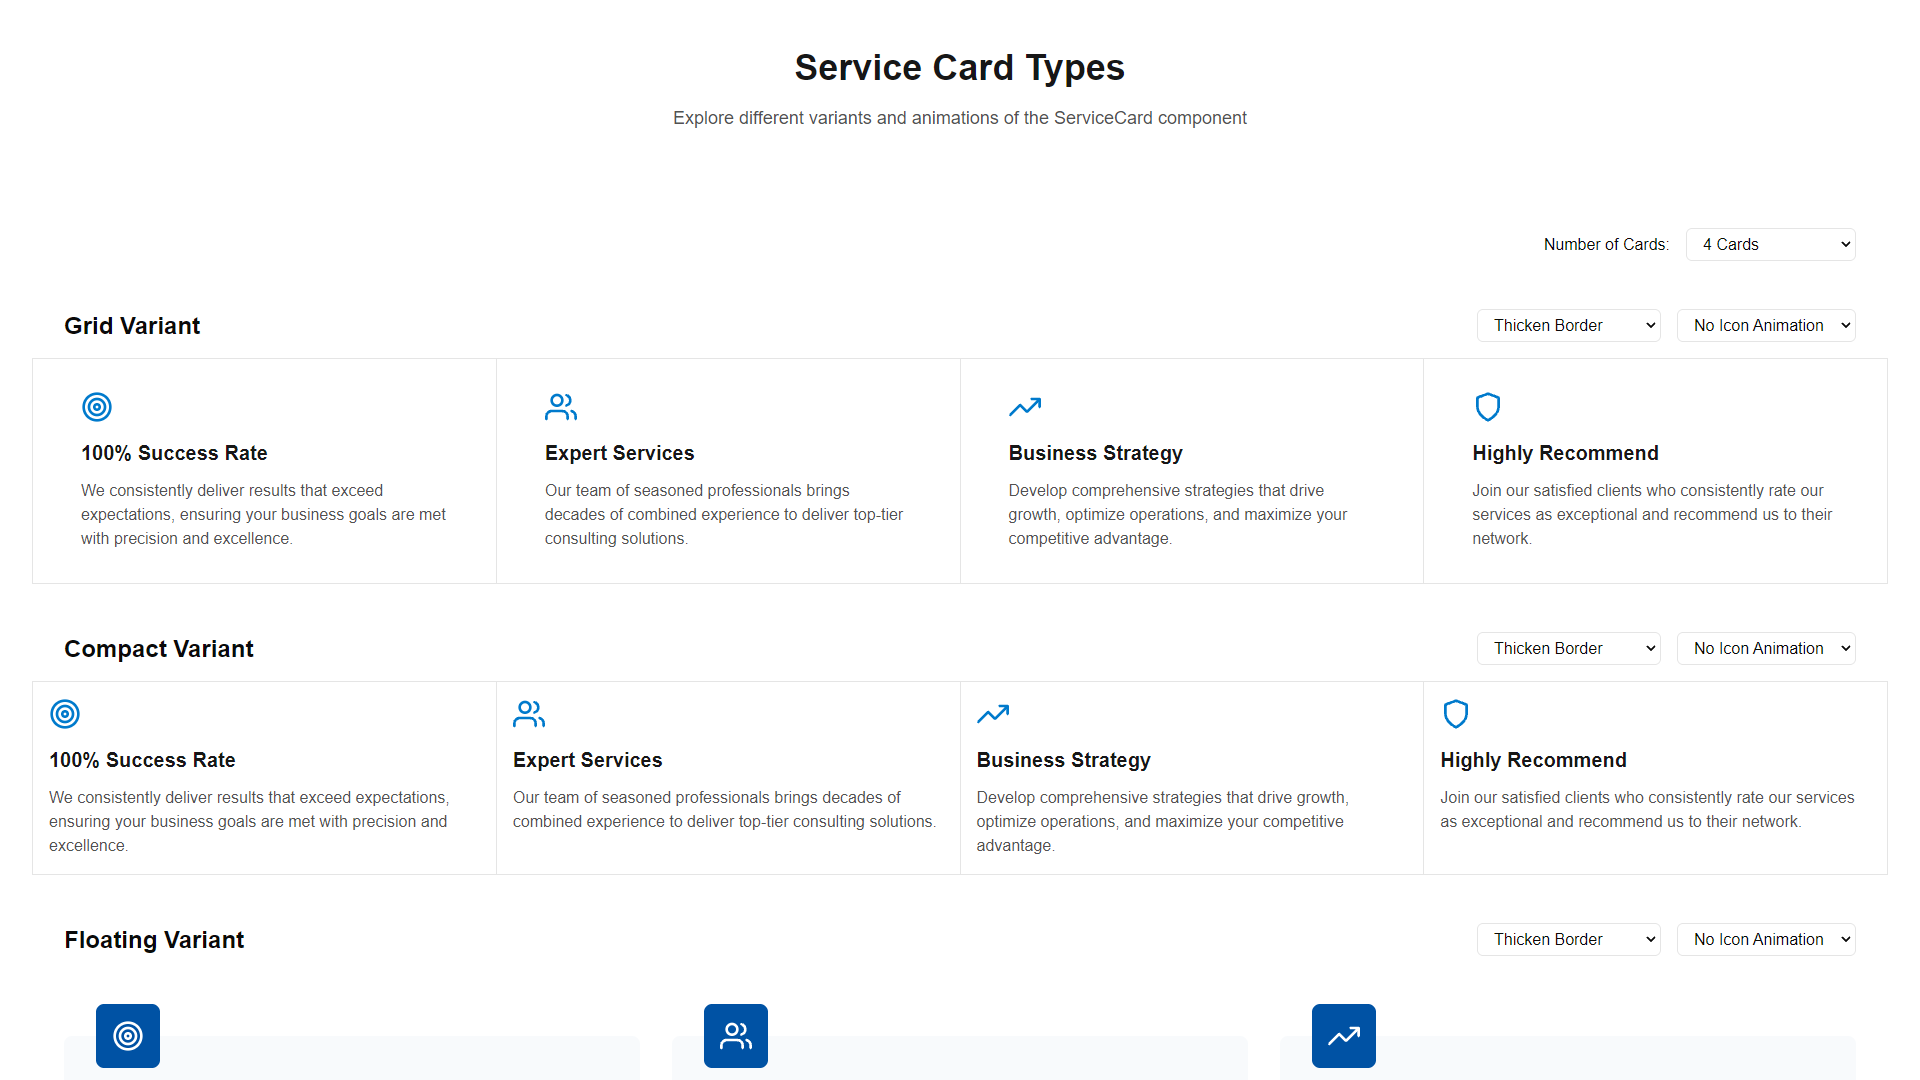 Service Card Types
Explore different variants and animations of the ServiceCard component
Number of Cards: 4 Cards
Grid Variant
Thicken Border
No Icon Animation
100% Success Rate
We consistently deliver results that exceed
expectations, ensuring your business goals are met
with precision and excellence.
Expert Services
Our team of seasoned professionals brings
decades of combined experience to deliver top-tier
consulting solutions.
Business Strategy
Develop comprehensive strategies that drive
growth, optimize operations, and maximize your
competitive advantage.
Highly Recommend
Join our satisfied clients who consistently rate our
services as exceptional and recommend us to their
network.
Compact Variant
Thicken Border
No Icon Animation
100% Success Rate
We consistently deliver results that exceed expectations,
ensuring your business goals are met with precision and
excellence.
Expert Services
Our team of seasoned professionals brings decades of
combined experience to deliver top-tier consulting solutions.
Business Strategy
Develop comprehensive strategies that drive growth,
optimize operations, and maximize your competitive
advantage.
Highly Recommend
Join our satisfied clients who consistently rate our services
as exceptional and recommend us to their network.
Floating Variant
Thicken Border
No Icon Animation